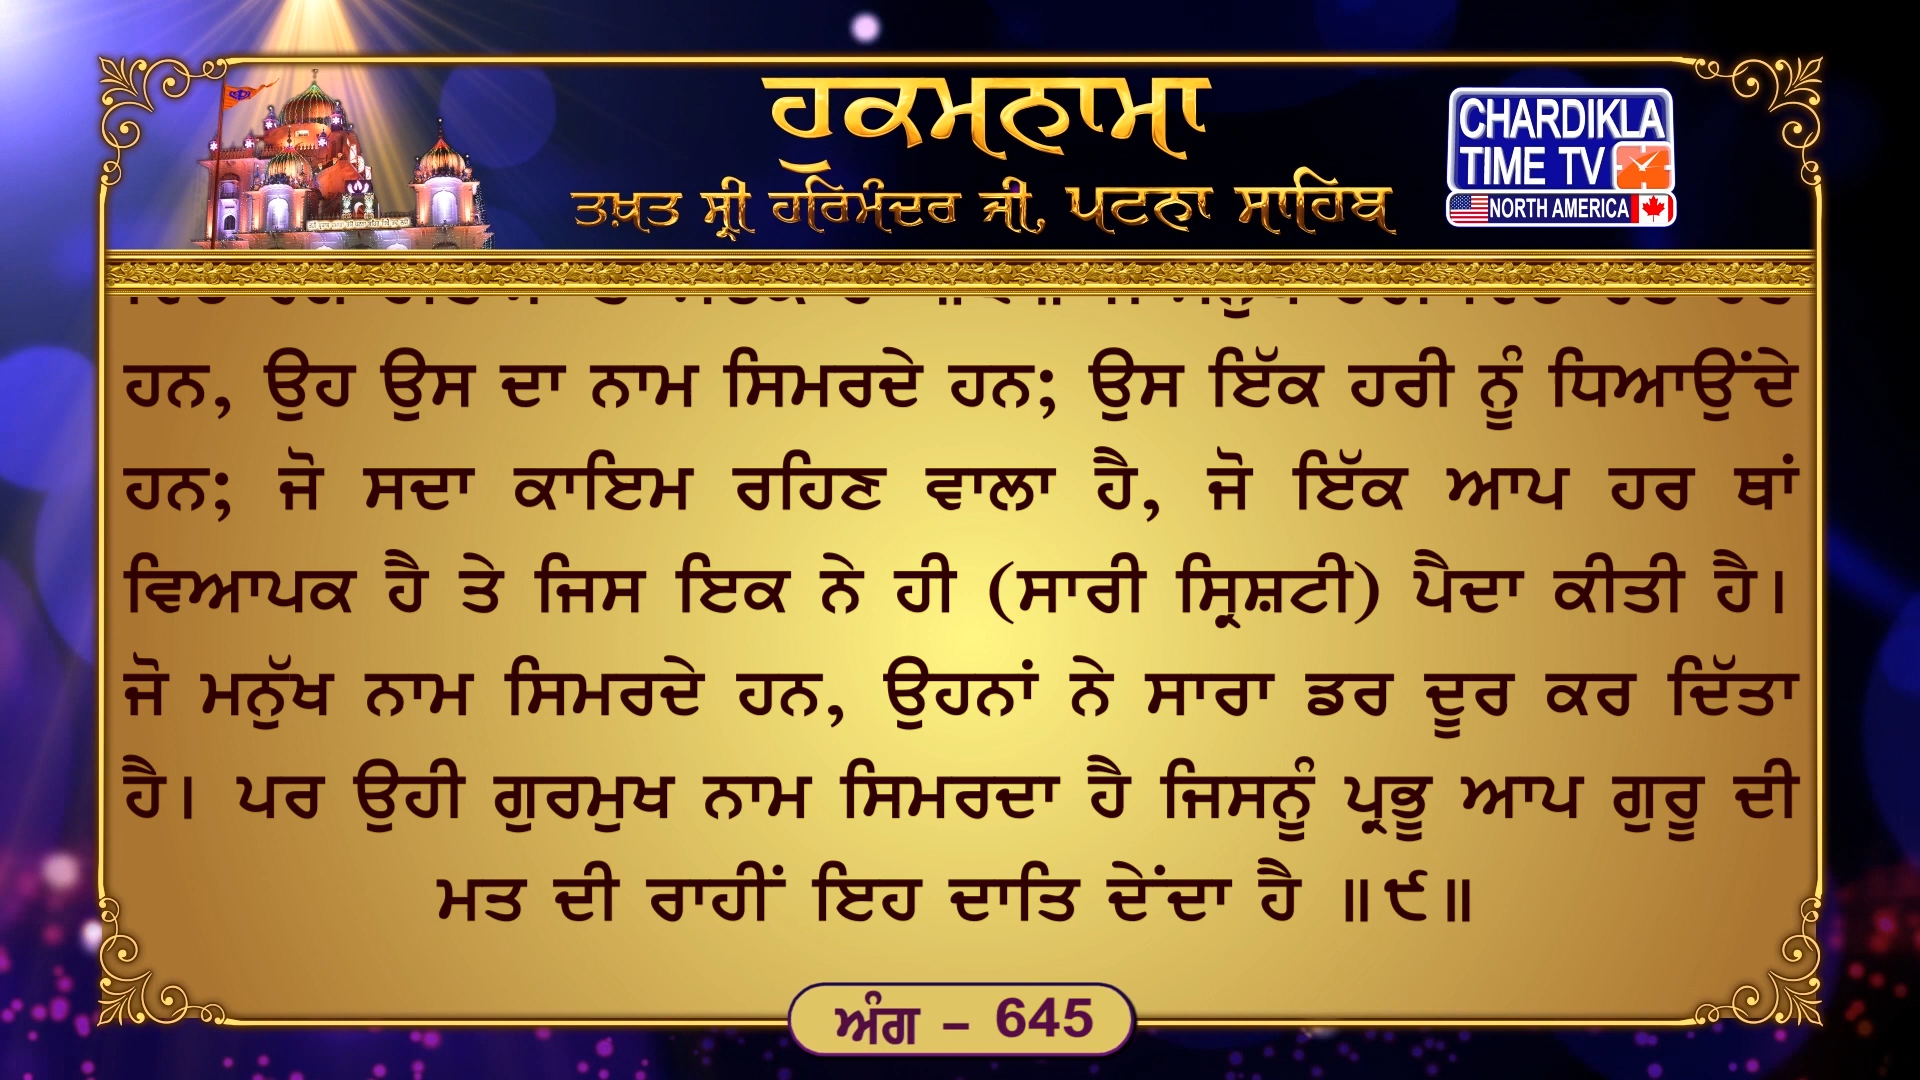 ਹੁਕਮਨਾਮਾ
ਤਖ਼ਤ ਸ੍ਰੀ ਹਰਿਮੰਦਰ ਜੀ, ਪਟਨਾ ਸਾਹਿਬ
CHARDIKLA
TIME TV
NORTH AMERICA
ਹਨ, ਉਹ ਉਸ ਦਾ ਨਾਮ ਸਿਮਰਦੇ ਹਨ; ਉਸ ਇੱਕ ਹਰੀ ਨੂੰ ਧਿਆਉਂਦੇ
ਹਨ; ਜੋ ਸਦਾ ਕਾਇਮ ਰਹਿਣ ਵਾਲਾ ਹੈ, ਜੋ ਇੱਕ ਆਪ ਹਰ ਥਾਂ
ਵਿਆਪਕ ਹੈ ਤੇ ਜਿਸ ਇਕ ਨੇ ਹੀ (ਸਾਰੀ ਸ੍ਰਿਸ਼ਟੀ) ਪੈਦਾ ਕੀਤੀ ਹੈ।
ਜੋ ਮਨੁੱਖ ਨਾਮ ਸਿਮਰਦੇ ਹਨ, ਉਹਨਾਂ ਨੇ ਸਾਰਾ ਡਰ ਦੂਰ ਕਰ ਦਿੱਤਾ
ਹੈ। ਪਰ ਉਹੀ ਗੁਰਮੁਖ ਨਾਮ ਸਿਮਰਦਾ ਹੈ ਜਿਸਨੂੰ ਪ੍ਰਭੂ ਆਪ ਗੁਰੂ ਦੀ
ਮਤ ਦੀ ਰਾਹੀਂ ਇਹ ਦਾਤਿ ਦੇਂਦਾ ਹੈ ॥੯॥
ਅੰਗ – 645